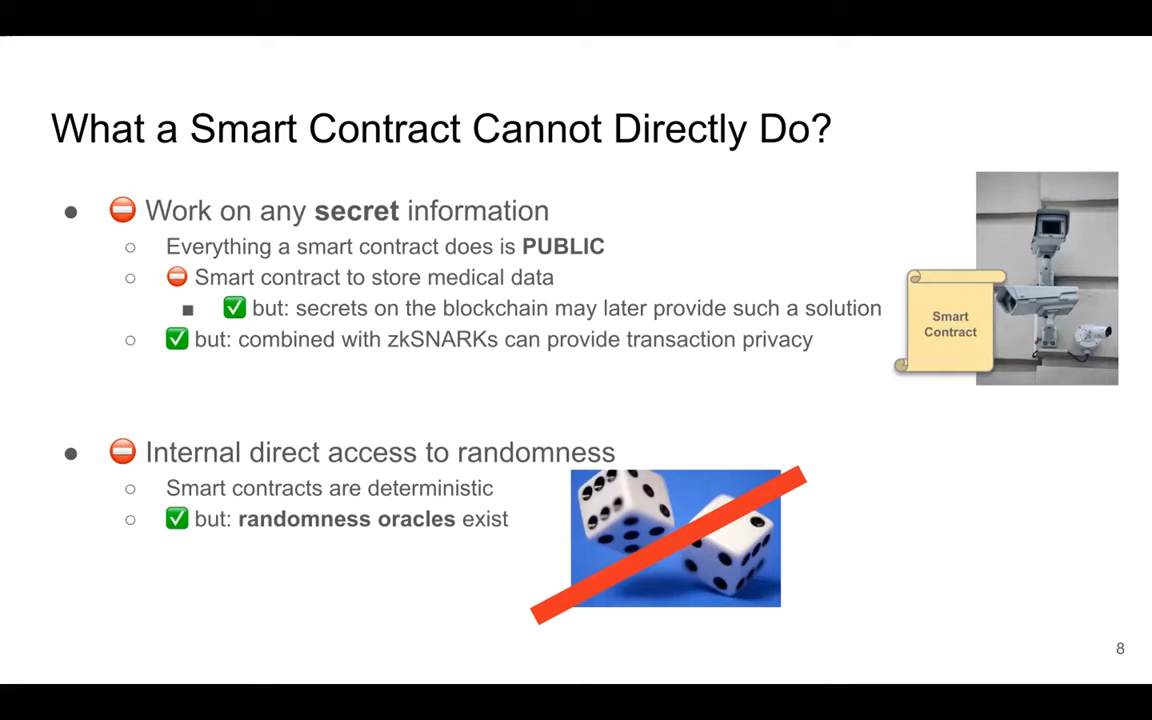 What a Smart Contract Cannot Directly Do?
● ⛔ Work on any secret information
○ Everything a smart contract does is PUBLIC
○ ⛔ Smart contract to store medical data
■ ✅ but: secrets on the blockchain may later provide such a solution
○ ✅ but: combined with zkSNARKs can provide transaction privacy
Smart
Contract
● ⛔ Internal direct access to randomness
○ Smart contracts are deterministic
○ ✅ but: randomness oracles exist
8